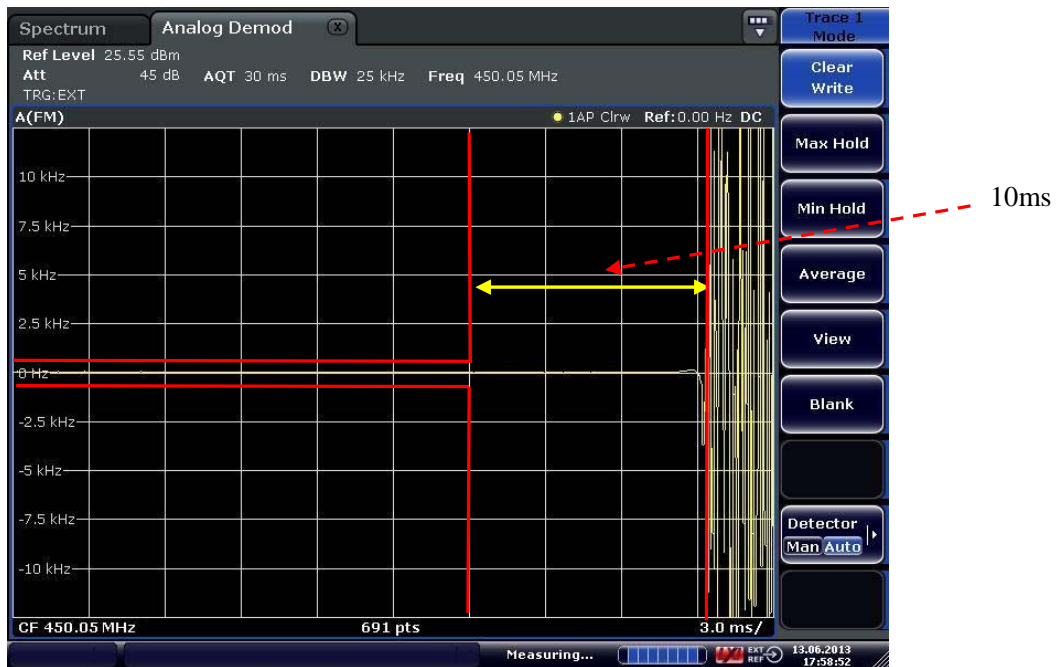 Spectrum
Analog Demod
X
Trace 1
Mode
Ref Level 25.55 dBm
Att 45 dB AQT 30 ms DBW 25 kHz Freq 450.05 MHz
TRG:EXT
A(FM)
1AP Clrw Ref:0.00 Hz DC
10 kHz
7.5 kHz
5 kHz
2.5 kHz
0 Hz
-2.5 kHz
-5 kHz
-7.5 kHz
-10 kHz
CF 450.05 MHz 691 pts 3.0 ms/
Measuring...
EXT
REF
13.06.2013
17:58:52
Clear
Write
Max Hold
Min Hold
Average
View
Blank
Detector
Man Auto
10ms